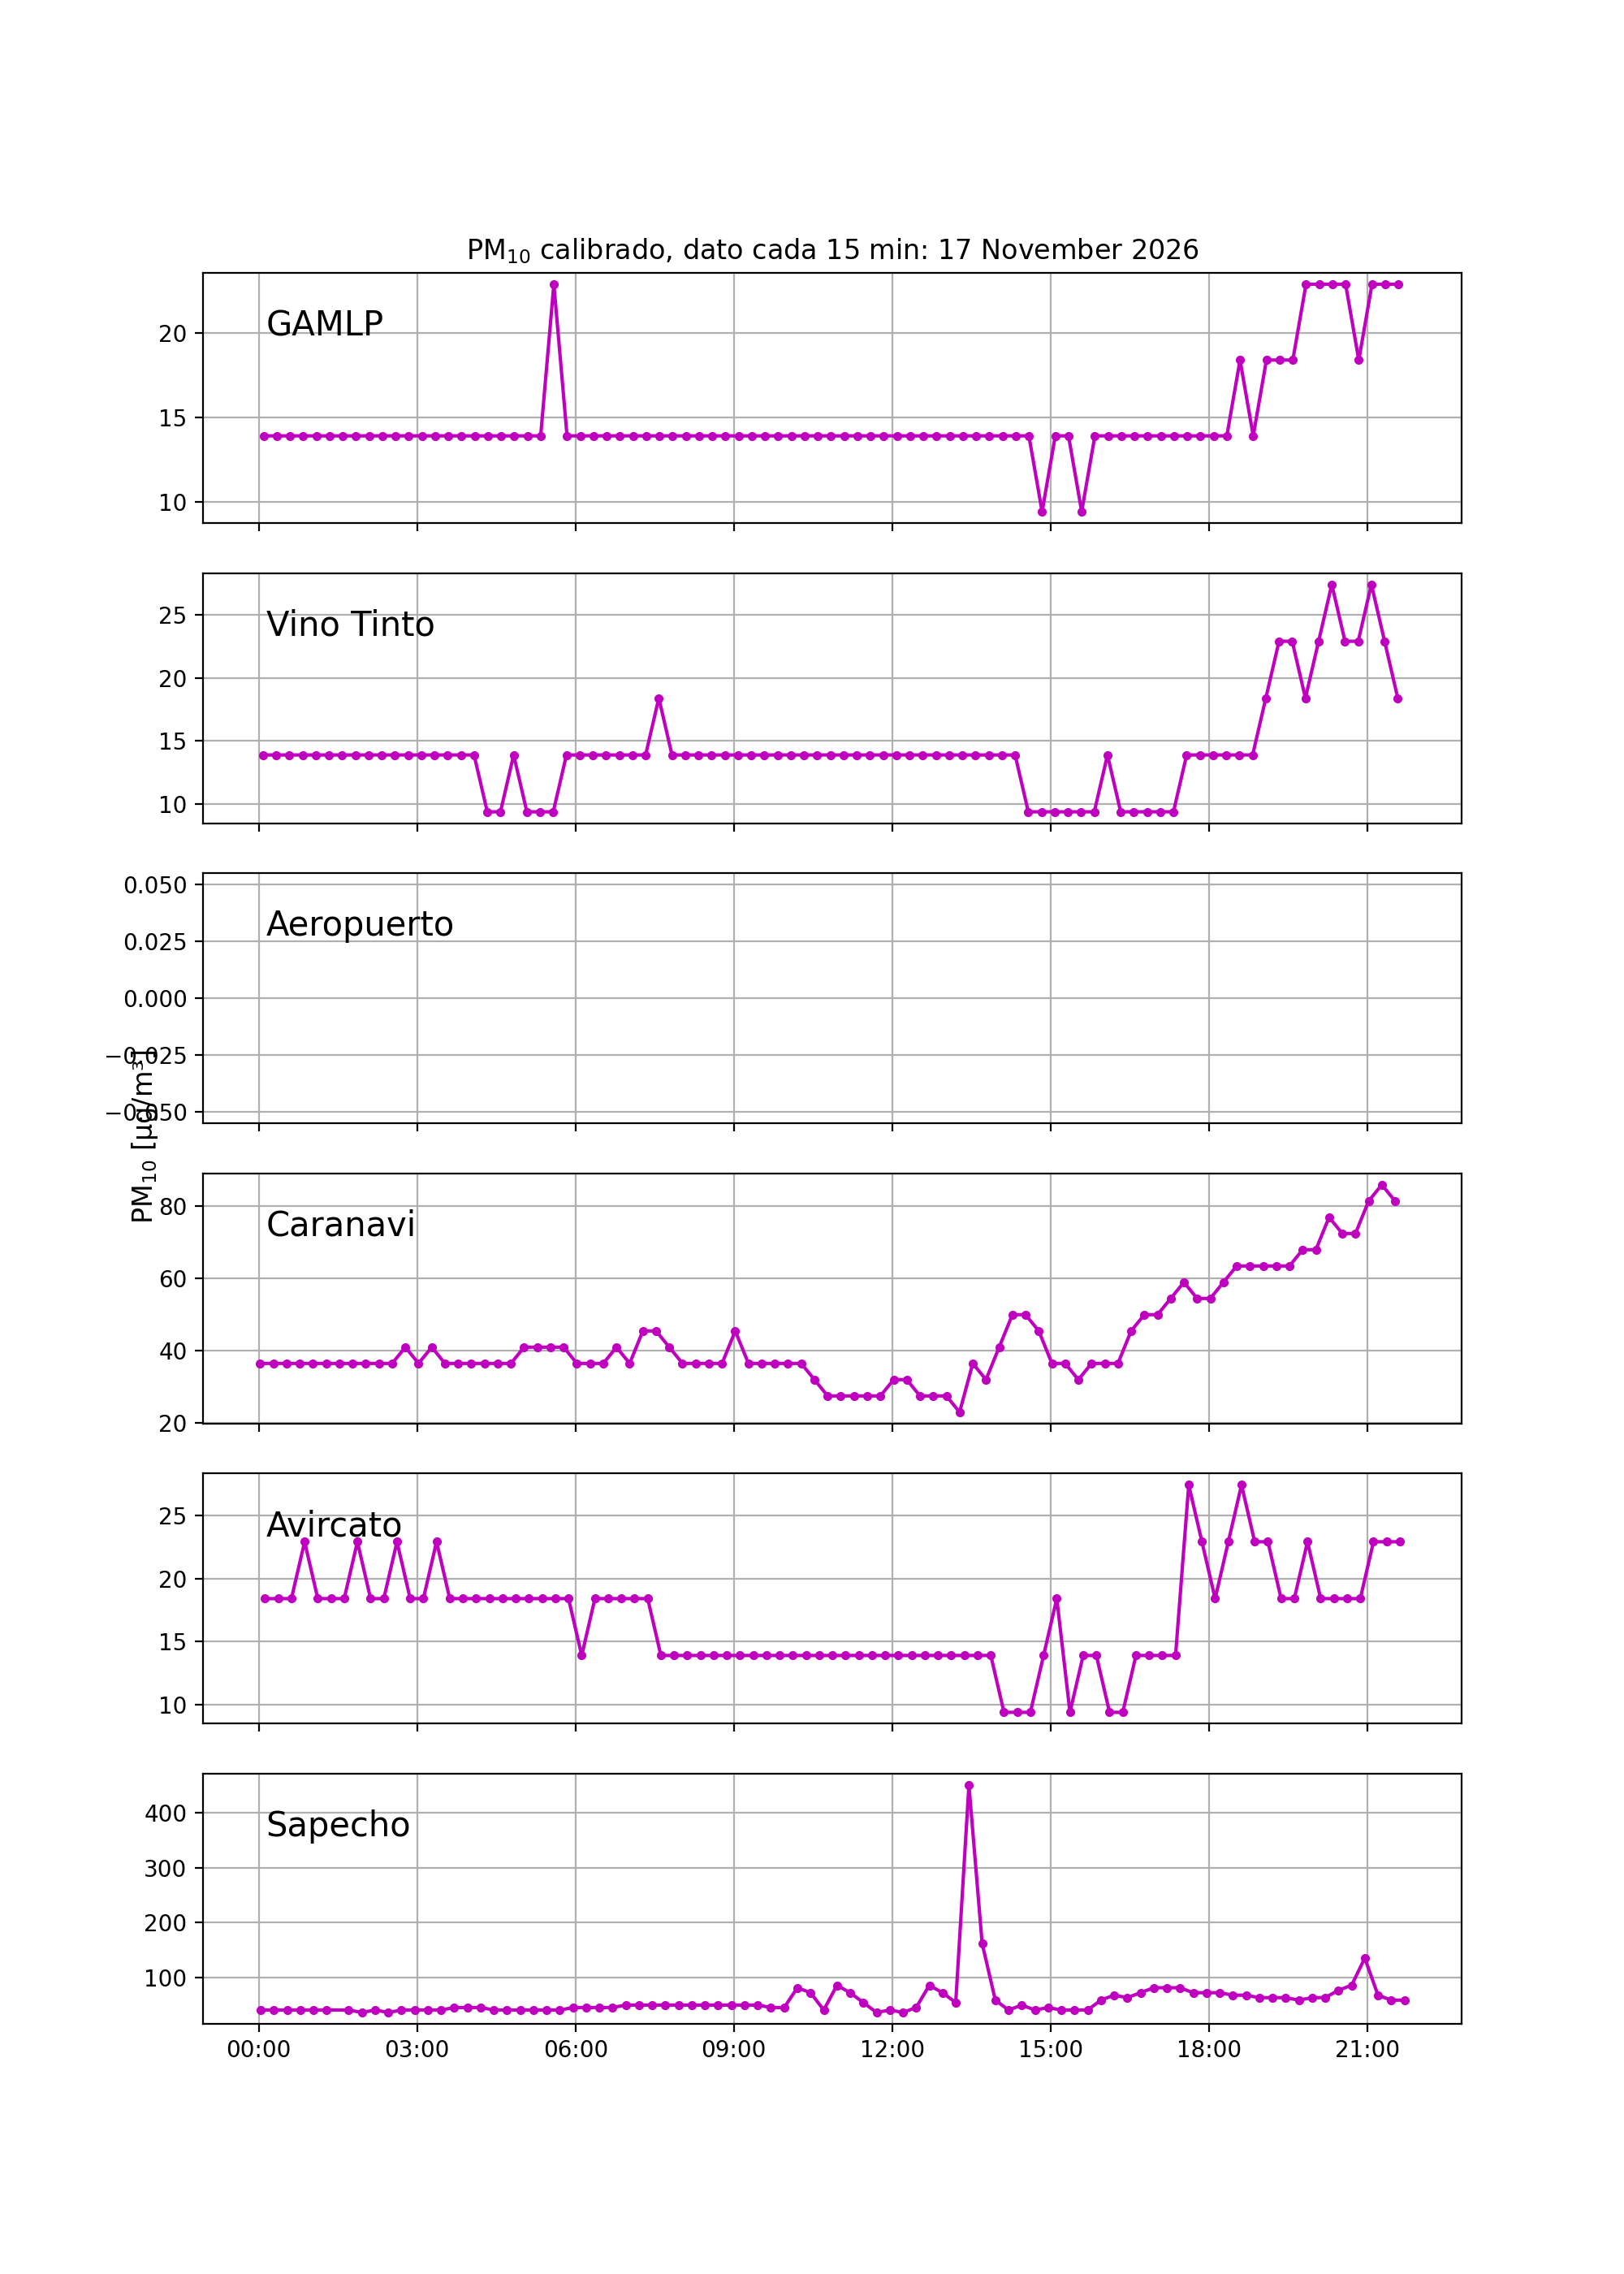 PM₁₀ calibrado, dato cada 15 min: 17 November 2026
GAMLP
20
15
10
Vino Tinto
25
20
15
10
Aeropuerto
0.050
0.025
0.000
−0.025
−0.050
PM₁₀ [µg/m³]
Caranavi
80
60
40
20
Avircato
25
20
15
10
Sapecho
400
300
200
100
00:00 03:00 06:00 09:00 12:00 15:00 18:00 21:00